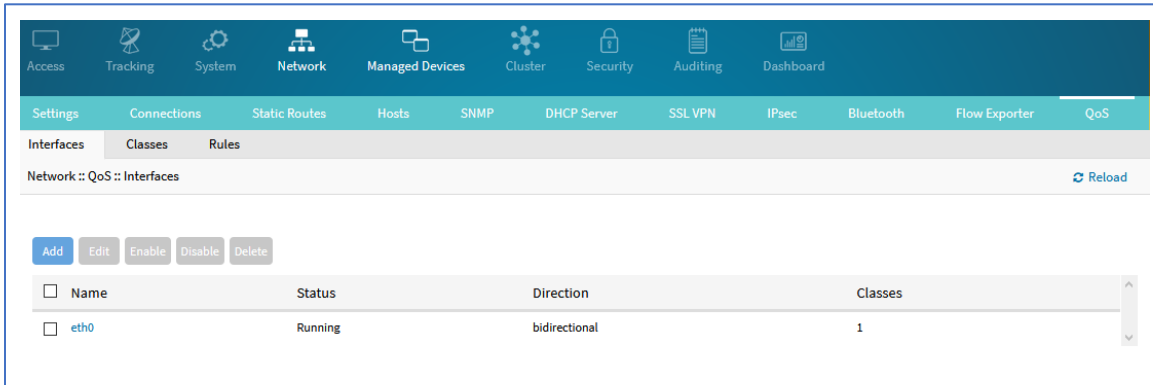 Access Tracking System Network Managed Devices Cluster Security Auditing Dashboard
Settings Connections Static Routes Hosts SNMP DHCP Server SSL VPN IPsec Bluetooth Flow Exporter QoS
Interfaces Classes Rules
Network :: QoS :: Interfaces Reload
Add Edit Enable Disable Delete
Name Status Direction Classes
eth0 Running bidirectional 1